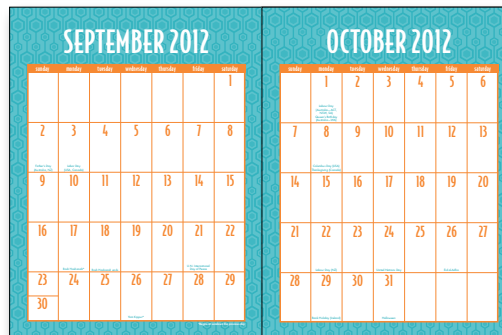 SEPTEMBER 2012
sunday monday tuesday wednesday thursday friday saturday
1
2 3 4 5 6 7 8
9 10 11 12 13 14 15
16 17 18 19 20 21 22
23 24 25 26 27 28 29
30
OCTOBER 2012
sunday monday tuesday wednesday thursday friday saturday
1 2 3 4 5 6
7 8 9 10 11 12 13
14 15 16 17 18 19 20
21 22 23 24 25 26 27
28 29 30 31